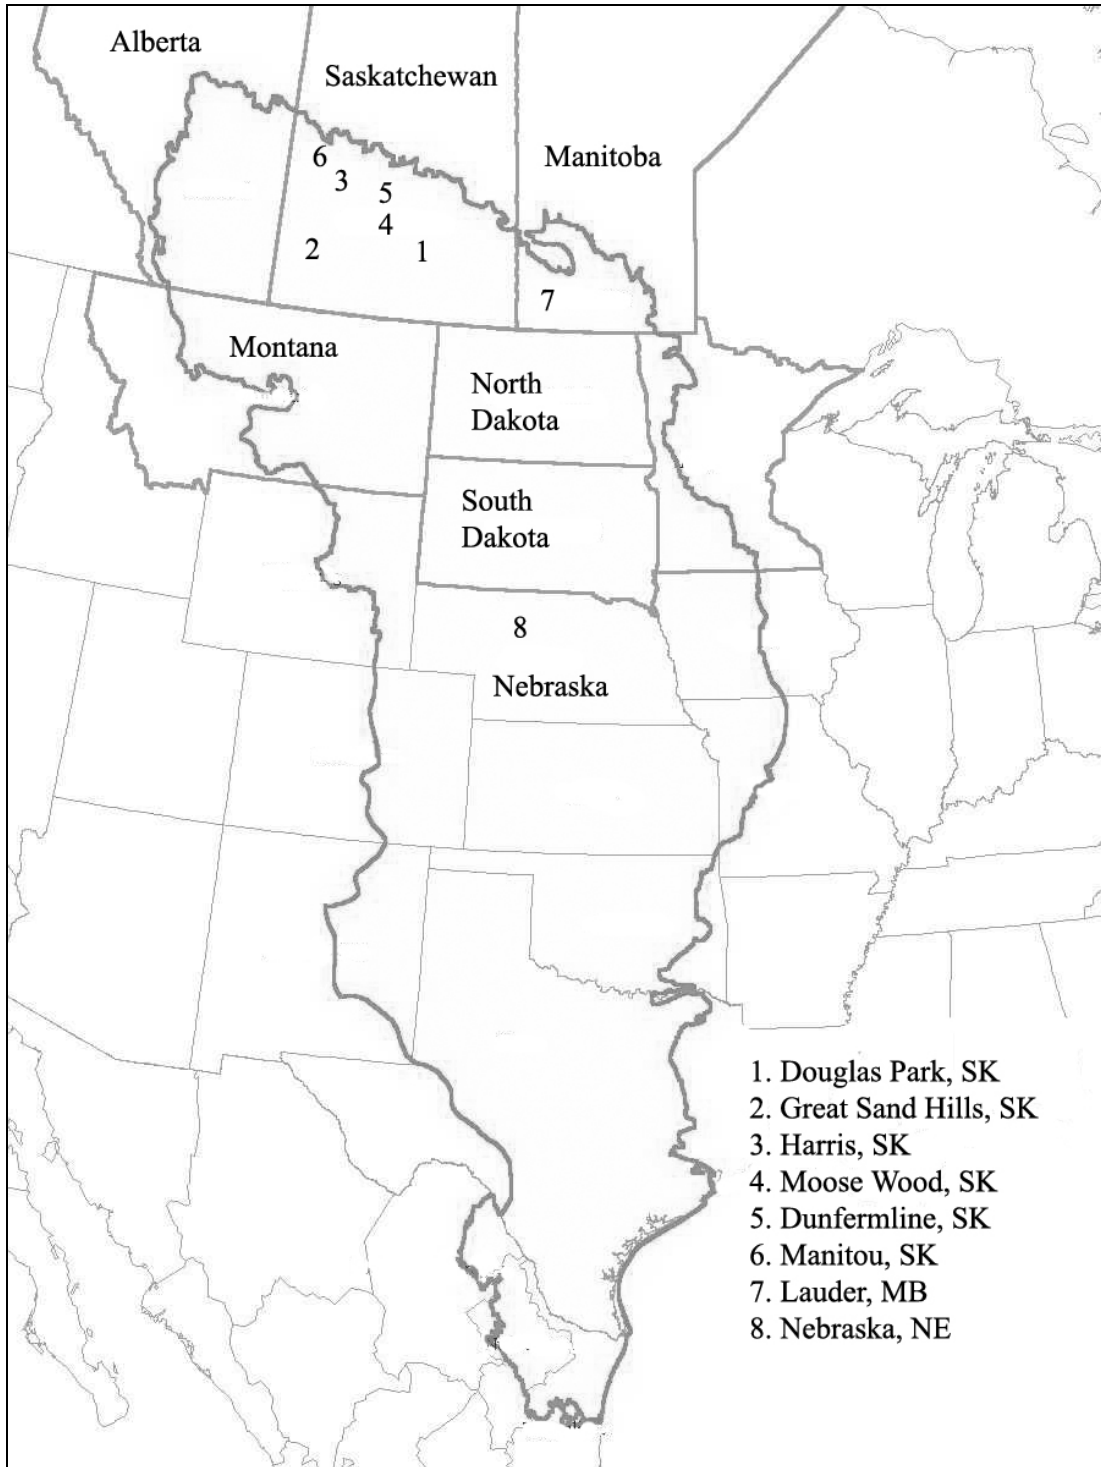 Alberta
Saskatchewan
Manitoba
6
3
5
4
2
1
7
Montana
North
Dakota
South
Dakota
8
Nebraska
1. Douglas Park, SK
2. Great Sand Hills, SK
3. Harris, SK
4. Moose Wood, SK
5. Dunfermline, SK
6. Manitou, SK
7. Lauder, MB
8. Nebraska, NE